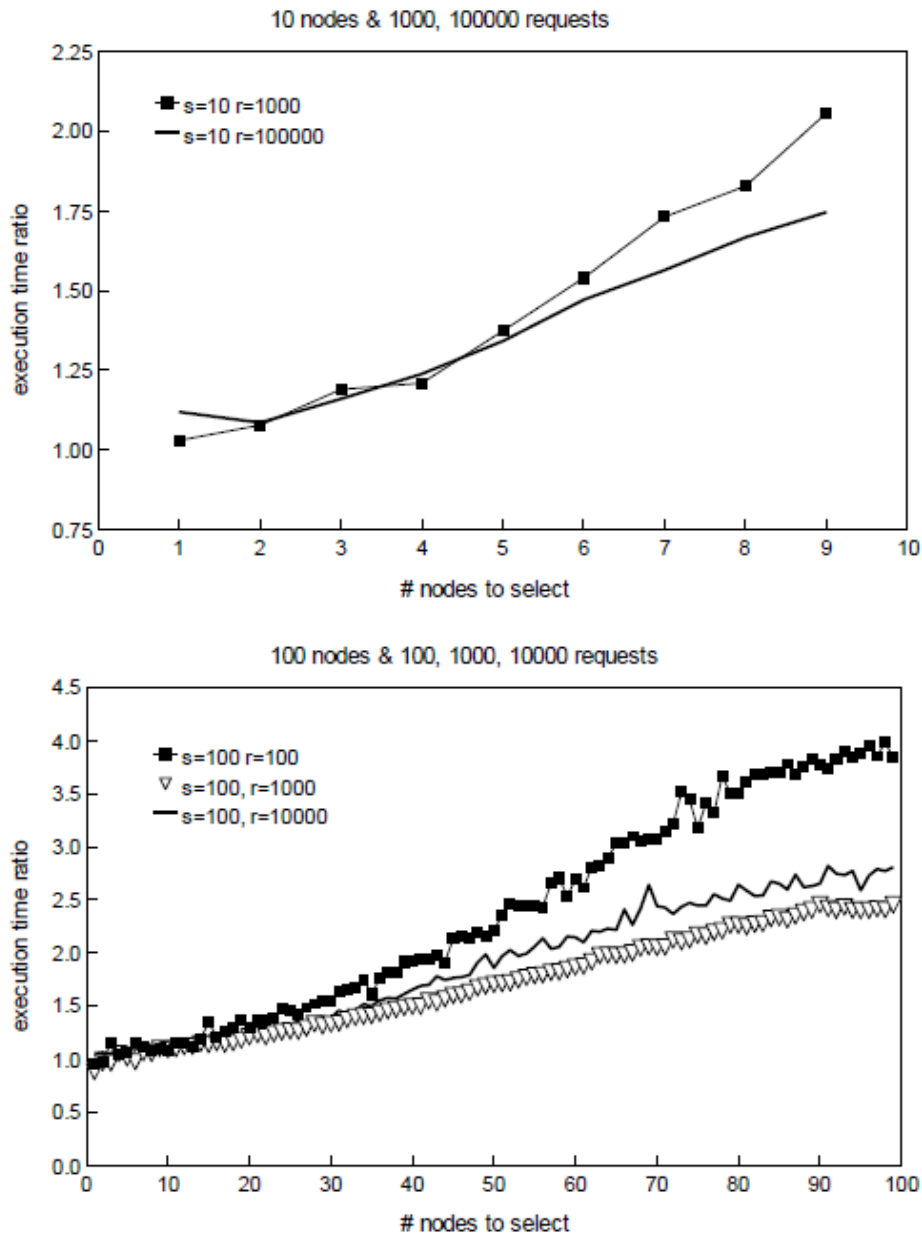 10 nodes & 1000, 100000 requests
2.25
s=10 r=1000
2.00
s=10 r=100000
1.75
execution time ratio
1.50
1.25
1.00
0.75
0 1 2 3 4 5 6 7 8 9 10
# nodes to select
100 nodes & 100, 1000, 10000 requests
4.5
4.0
s=100 r=100
3.5
s=100, r=1000
s=100, r=10000
3.0
execution time ratio
2.5
2.0
1.5
1.0
0.5
0.0
0 10 20 30 40 50 60 70 80 90 100
# nodes to select